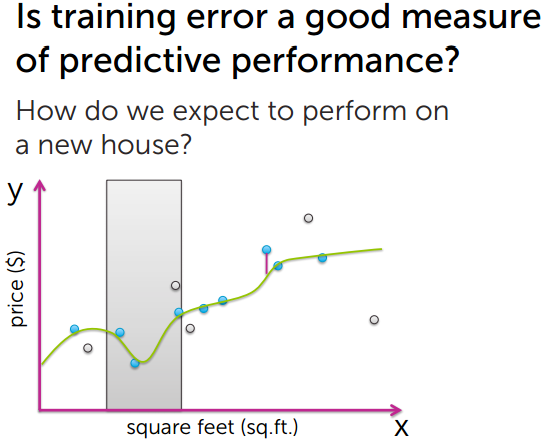 Is training error a good measure
of predictive performance?
How do we expect to perform on
a new house?
y
price ($)
square feet (sq.ft.)
x